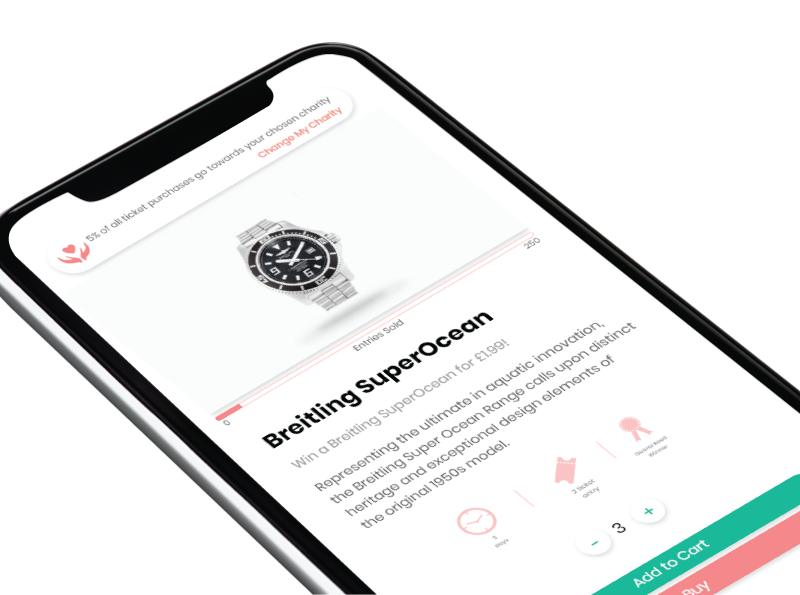 5% of all ticket purchases go towards your chosen charity
Change My Charity
0
Entries Sold
250
Breitling SuperOcean
Win a Breitling SuperOcean for £1.99!
Representing the ultimate in aquatic innovation,
the Breitling Super Ocean Range calls upon distinct
heritage and exceptional design elements of
the original 1950s model.
Days
3 ticket
entry
Guaranteed
Winner
3
Add to Cart
Buy